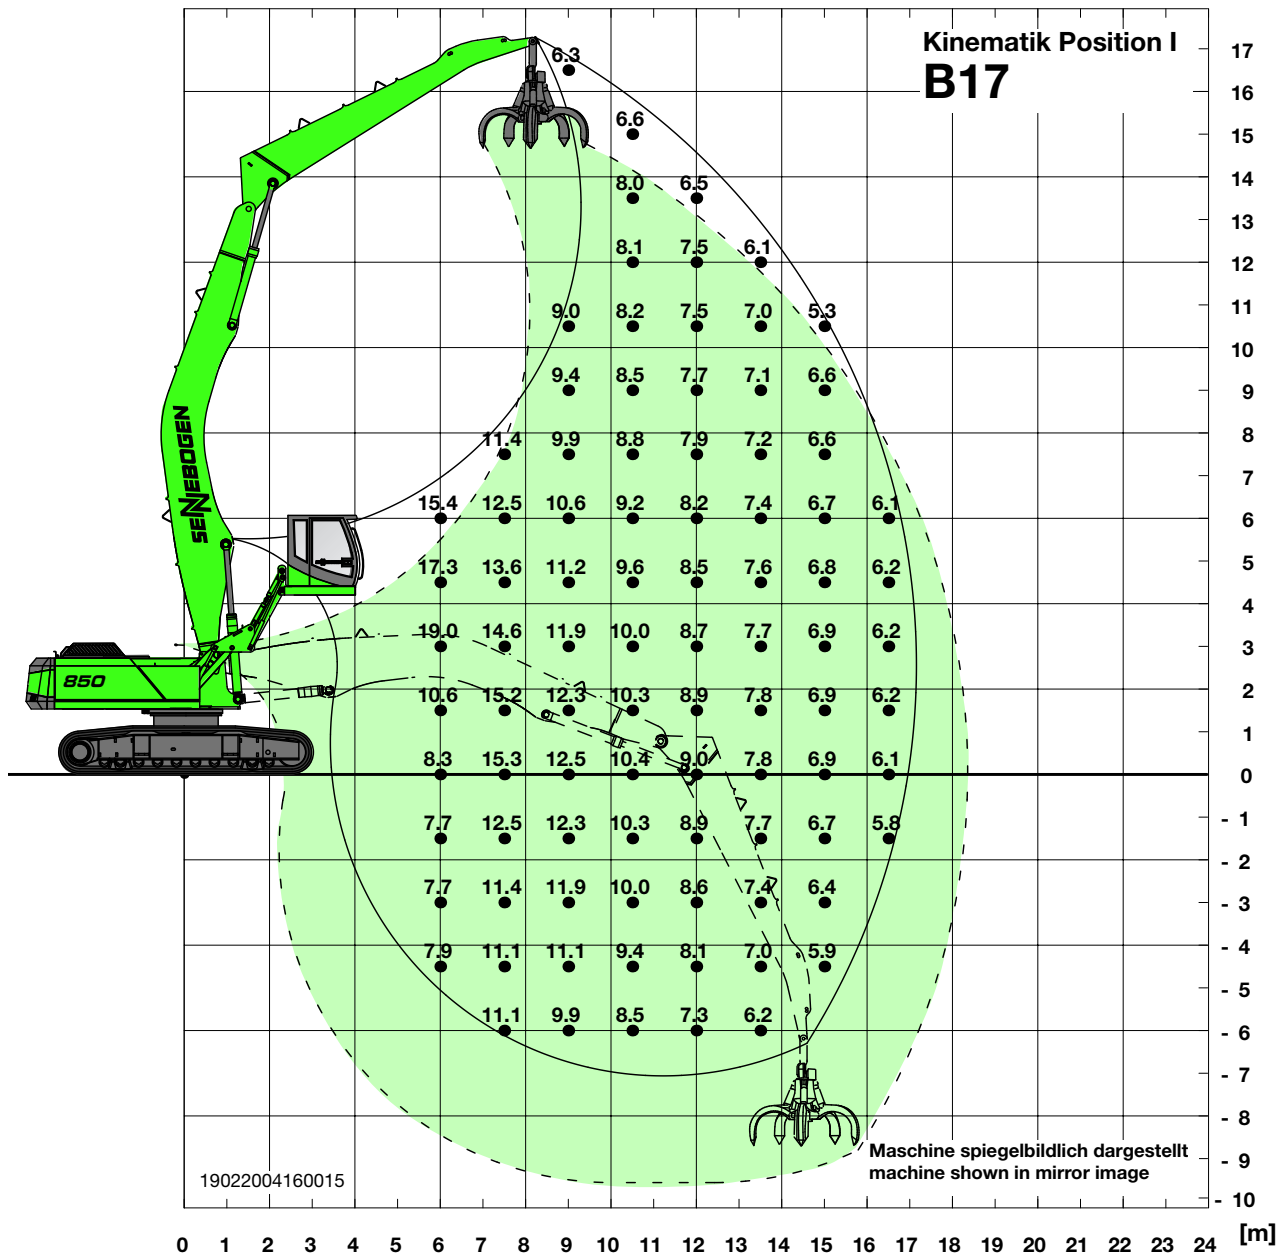 Kinematik Position I
B17
17
16
15
14
13
12
11
10
9
8
7
6
5
4
3
2
1
0
- 1
- 2
- 3
- 4
- 5
- 6
- 7
- 8
- 9
- 10
6.3
6.6
8.0 6.5
8.1 7.5 6.1
9.0 8.2 7.5 7.0 5.3
9.4 8.5 7.7 7.1 6.6
11.4 9.9 8.8 7.9 7.2 6.6
15.4 12.5 10.6 9.2 8.2 7.4 6.7 6.1
17.3 13.6 11.2 9.6 8.5 7.6 6.8 6.2
19.0 14.6 11.9 10.0 8.7 7.7 6.9 6.2
10.6 15.2 12.3 10.3 8.9 7.8 6.9 6.2
8.3 15.3 12.5 10.4 9.0 7.8 6.9 6.1
7.7 12.5 12.3 10.3 8.9 7.7 6.7 5.8
7.7 11.4 11.9 10.0 8.6 7.4 6.4
7.9 11.1 11.1 9.4 8.1 7.0 5.9
11.1 9.9 8.5 7.3 6.2
SENNEBOGEN
850
Maschine spiegelbildlich dargestellt
machine shown in mirror image
19022004160015
0 1 2 3 4 5 6 7 8 9 10 11 12 13 14 15 16 17 18 19 20 21 22 23 24
[m]